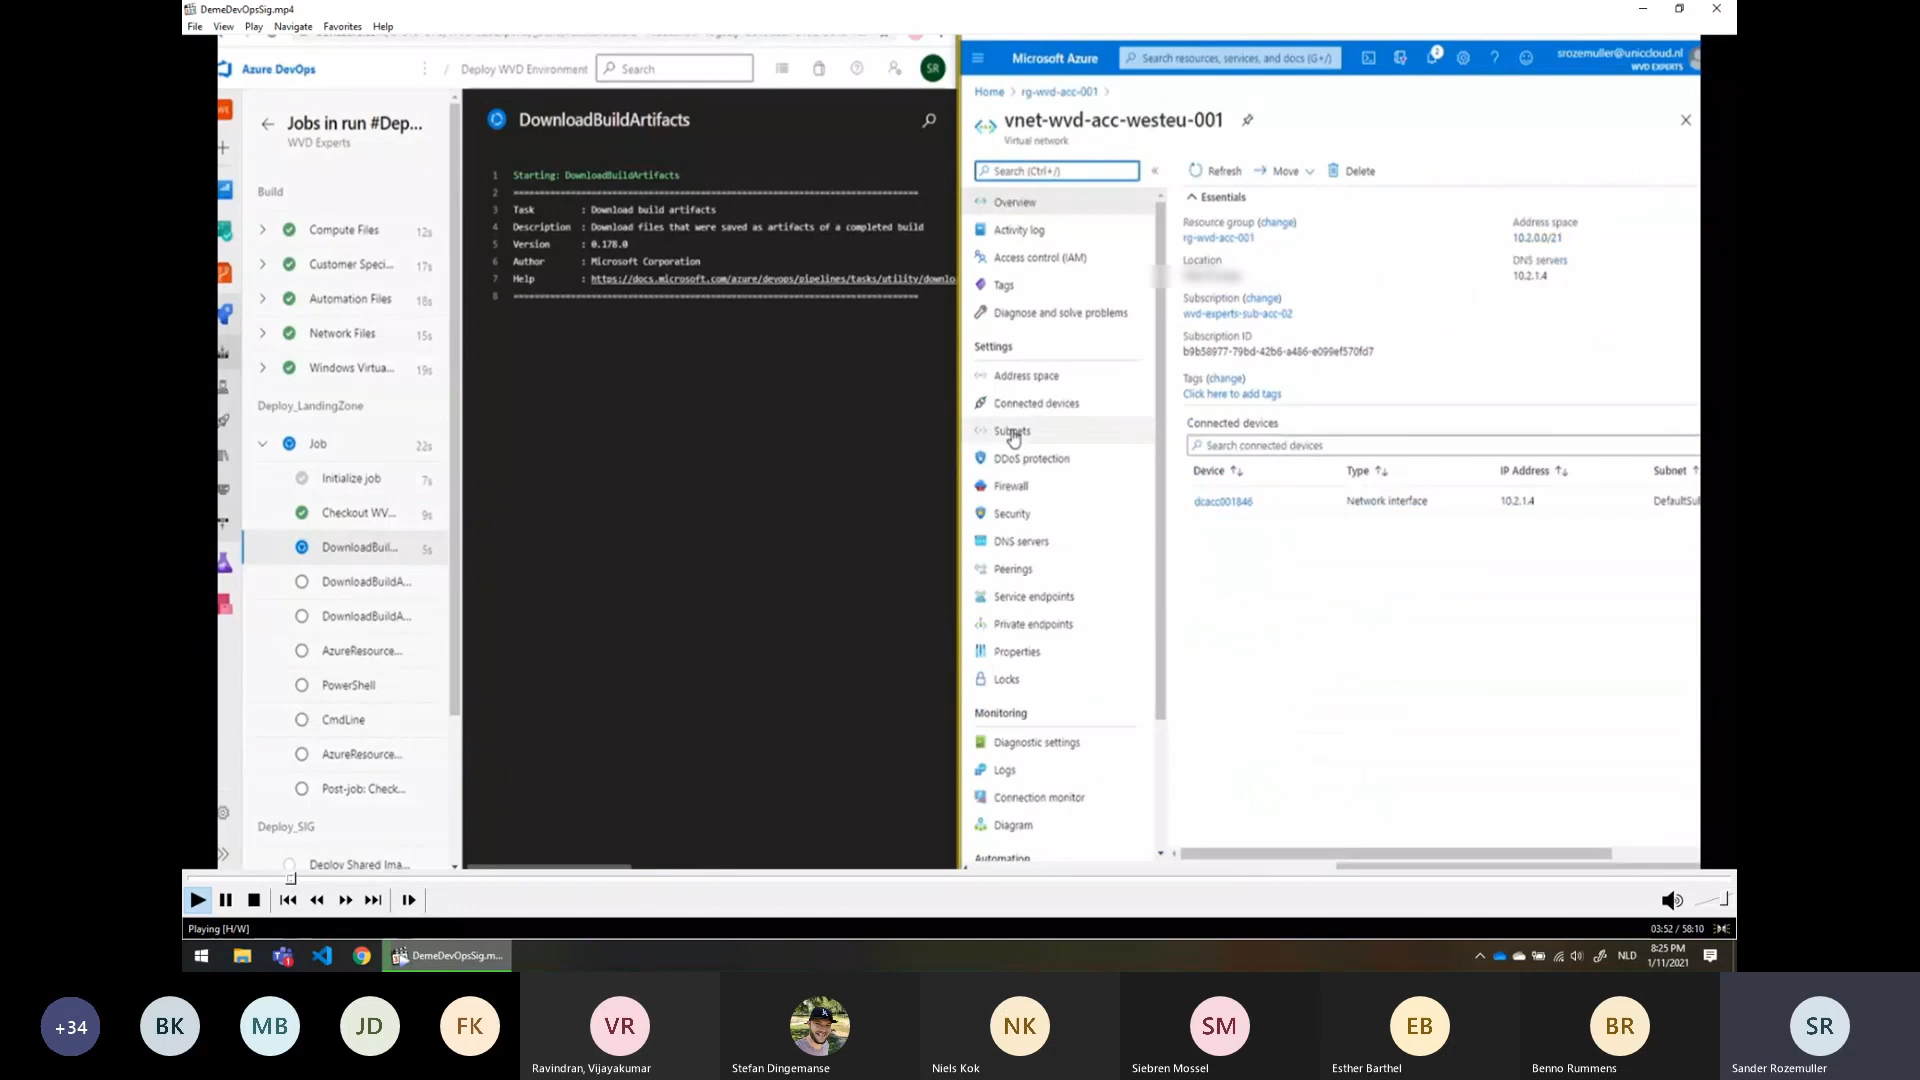 DemeDevOpsSig.mp4
File View Play Navigate Favorites Help
Azure DevOps
/ Deploy WVD Environment
Search
SR
Jobs in run #Dep...
WVD Experts
Build
Compute Files 12s
Customer Speci... 17s
Automation Files 18s
Network Files 15s
Windows Virtua... 19s
Deploy_LandingZone
Job 22s
Initialize job 7s
Checkout WV... 9s
DownloadBuil... 5s
DownloadBuildA...
DownloadBuildA...
AzureResource...
PowerShell
CmdLine
AzureResource...
Post-job: Check...
Deploy_SIG
Deploy Shared Ima...
DownloadBuildArtifacts
1 Starting: DownloadBuildArtifacts
2 ==============================================================================
3 Task : Download build artifacts
4 Description : Download files that were saved as artifacts of a completed build
5 Version : 0.178.0
6 Author : Microsoft Corporation
7 Help : https://docs.microsoft.com/azure/devops/pipelines/tasks/utility/downlo
8 ==============================================================================
Microsoft Azure
Search resources, services, and docs (G+/)
2
srozemuller@uniccloud.nl
WVD EXPERTS
Home > rg-wvd-acc-001 >
vnet-wvd-acc-westeu-001
Virtual network
Search (Ctrl+/)
«
Refresh
Move
Delete
Overview
Activity log
Access control (IAM)
Tags
Diagnose and solve problems
Settings
Address space
Connected devices
Subnets
DDoS protection
Firewall
Security
DNS servers
Peerings
Service endpoints
Private endpoints
Properties
Locks
Monitoring
Diagnostic settings
Logs
Connection monitor
Diagram
Automation
Essentials
Resource group (change)
rg-wvd-acc-001
Location
Subscription (change)
wvd-experts-sub-acc-02
Subscription ID
b9b58977-79bd-42b6-a486-e099ef570fd7
Tags (change)
Click here to add tags
Address space
10.2.0.0/21
DNS servers
10.2.1.4
Connected devices
Search connected devices
Device Type IP Address Subnet
dcacc001846 Network interface 10.2.1.4 DefaultSu
Playing [H/W]
03:52 / 58:10
1
DemeDevOpsSig.m...
NLD
8:25 PM
1/11/2021
+34
BK
MB
JD
FK
VR
Ravindran, Vijayakumar
Stefan Dingemanse
NK
Niels Kok
SM
Siebren Mossel
EB
Esther Barthel
BR
Benno Rummens
SR
Sander Rozemuller